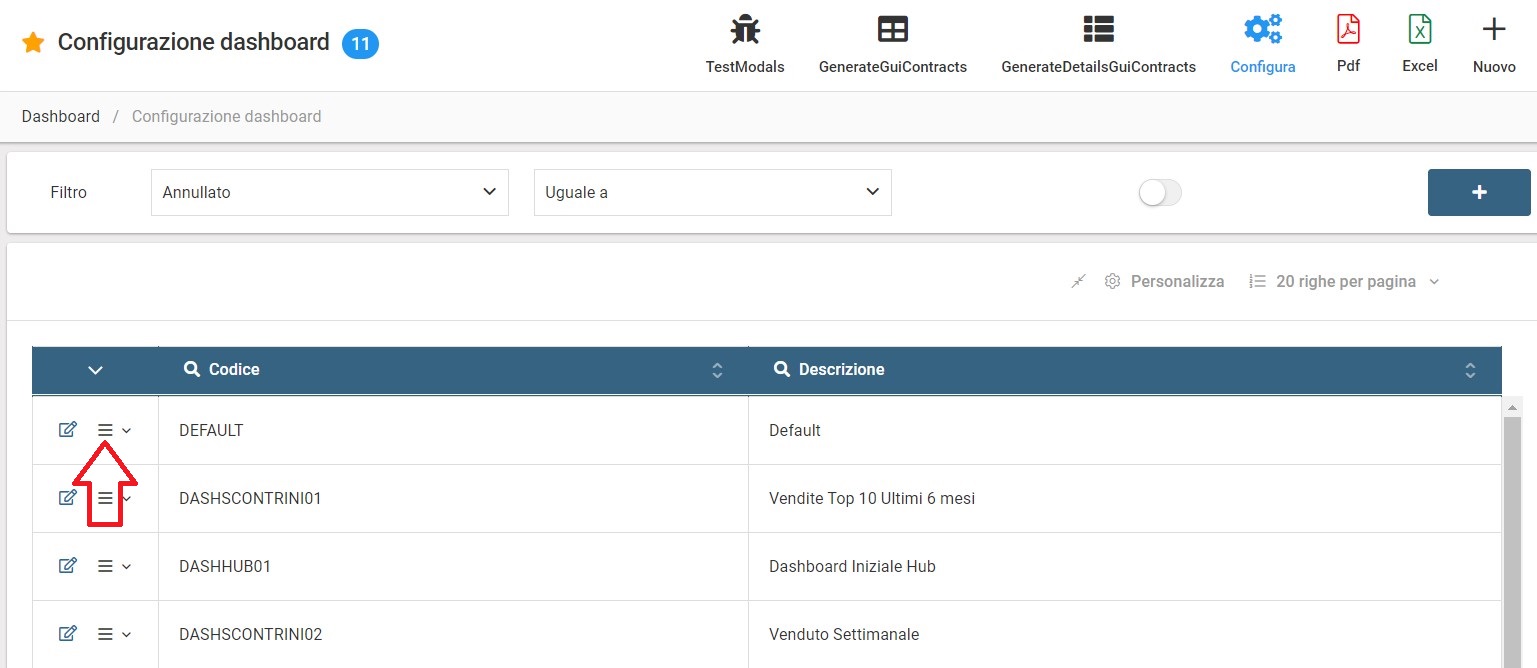 Configurazione dashboard 11
TestModals GenerateGuiContracts GenerateDetailsGuiContracts Configura Pdf Excel Nuovo
Dashboard / Configurazione dashboard
Filtro Annullato Uguale a +
Personalizza 20 righe per pagina
Codice Descrizione
DEFAULT Default
DASHSCONTRINI01 Vendite Top 10 Ultimi 6 mesi
DASHHUB01 Dashboard Iniziale Hub
DASHSCONTRINI02 Venduto Settimanale